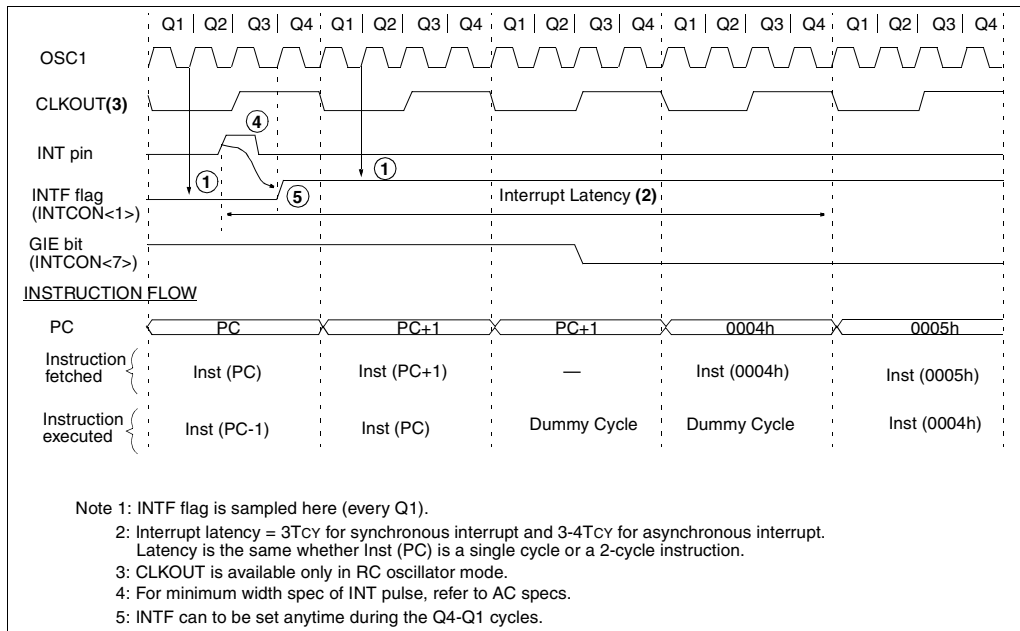 Q1 | Q2 | Q3 | Q4 Q1 | Q2 | Q3 | Q4 Q1 | Q2 | Q3 | Q4 Q1 | Q2 | Q3 | Q4 Q1 | Q2 | Q3 | Q4
OSC1
CLKOUT(3)
4
INT pin
1 1
INTF flag
(INTCON<1>)
5
Interrupt Latency (2)
GIE bit
(INTCON<7>)
INSTRUCTION FLOW
PC PC PC+1 PC+1 0004h 0005h
Instruction
fetched
Inst (PC) Inst (PC+1) — Inst (0004h) Inst (0005h)
Instruction
executed
Inst (PC-1) Inst (PC) Dummy Cycle Dummy Cycle Inst (0004h)
Note 1: INTF flag is sampled here (every Q1).
2: Interrupt latency = 3TCY for synchronous interrupt and 3-4TCY for asynchronous interrupt.
Latency is the same whether Inst (PC) is a single cycle or a 2-cycle instruction.
3: CLKOUT is available only in RC oscillator mode.
4: For minimum width spec of INT pulse, refer to AC specs.
5: INTF can to be set anytime during the Q4-Q1 cycles.